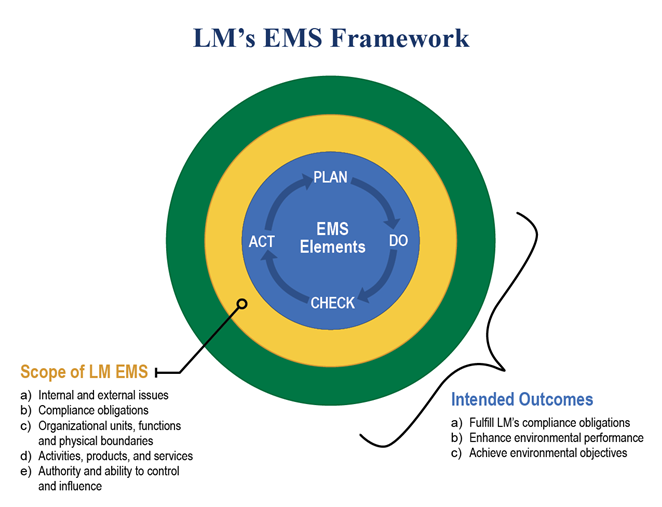 LM's EMS Framework
PLAN
EMS
Elements
ACT
DO
CHECK
Scope of LM EMS
a) Internal and external issues
b) Compliance obligations
c) Organizational units, functions
and physical boundaries
d) Activities, products, and services
e) Authority and ability to control
and influence
Intended Outcomes
a) Fulfill LM's compliance obligations
b) Enhance environmental performance
c) Achieve environmental objectives